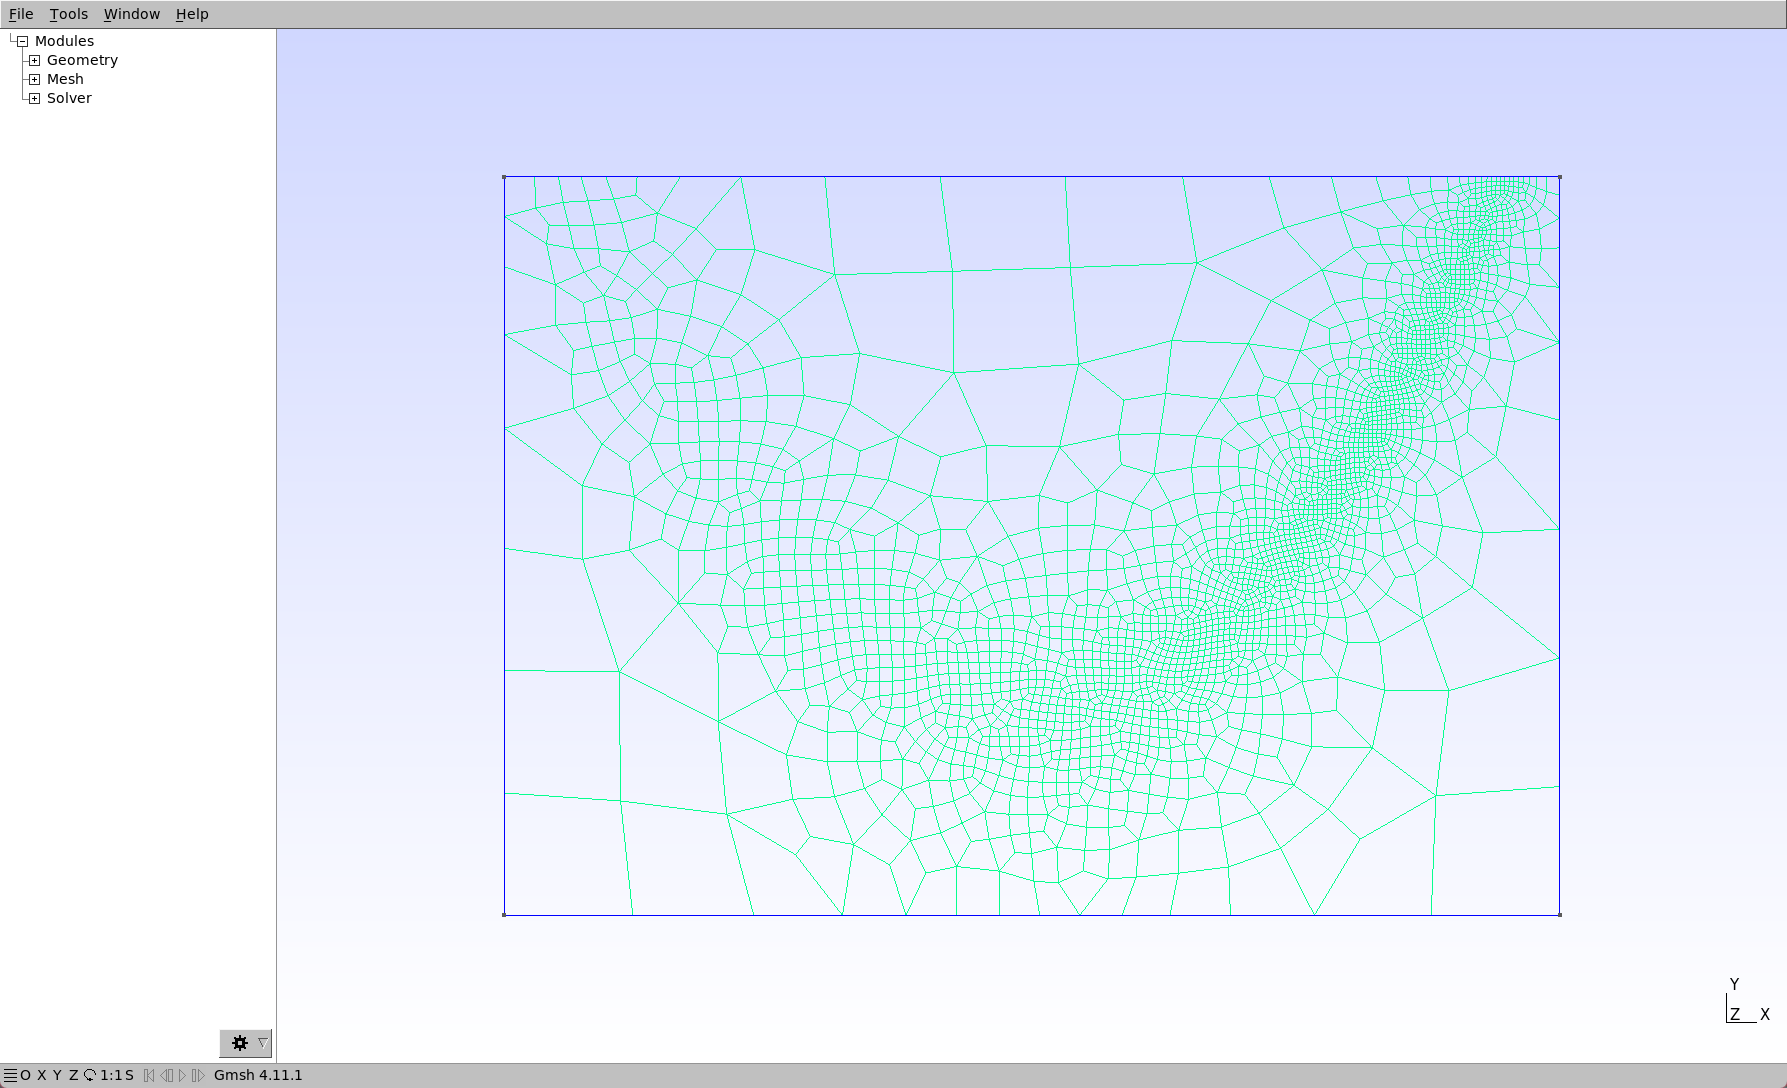 File Tools Window Help
Modules
Geometry
Mesh
Solver
Y
Z X
O X Y Z 1:1 S Gmsh 4.11.1